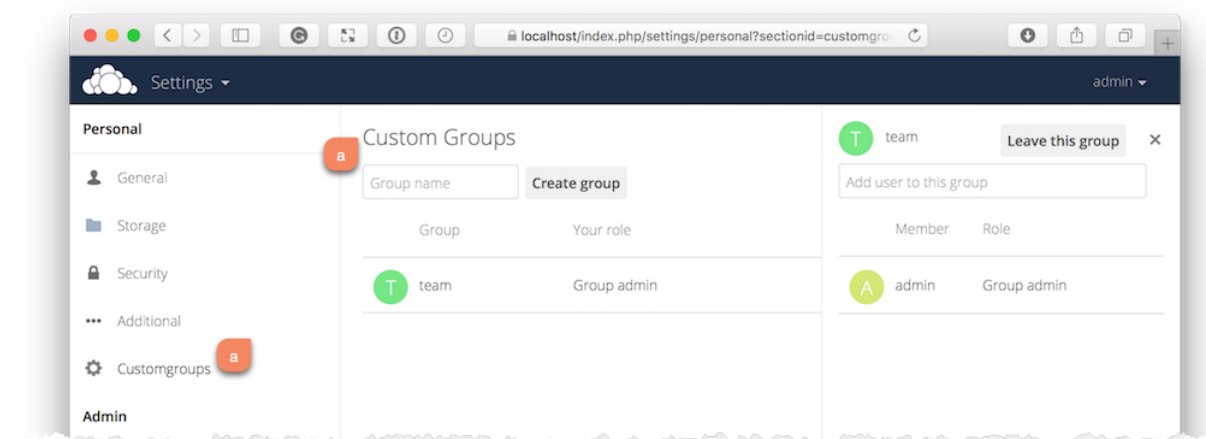 localhost/index.php/settings/personal?sectionid=customgro
Settings
admin
Personal
General
Storage
Security
Additional
Customgroups
a
Admin
a
Custom Groups
Group name
Create group
Group Your role
T team Group admin
T team Leave this group ×
Add user to this group
Member Role
A admin Group admin